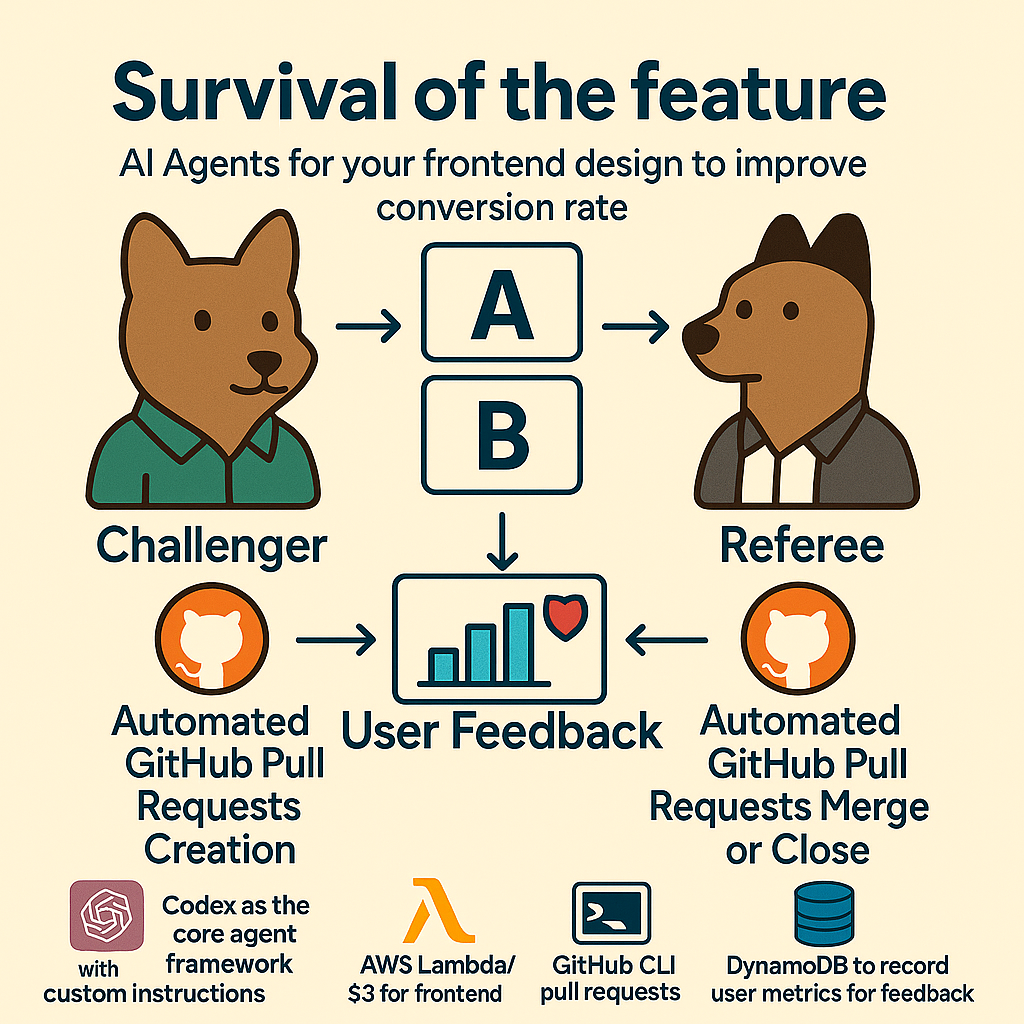 Survival of the feature
AI Agents for your frontend design to improve
conversion rate
A
B
Challenger
Referee
User Feedback
Automated
GitHub Pull
Requests
Creation
Automated
GitHub Pull
Requests Merge
or Close
Codex as the
core agent
framework
with
custom instructions
AWS Lambda/
$3 for frontend
GitHub CLI
pull requests
DynamoDB to record
user metrics for feedback